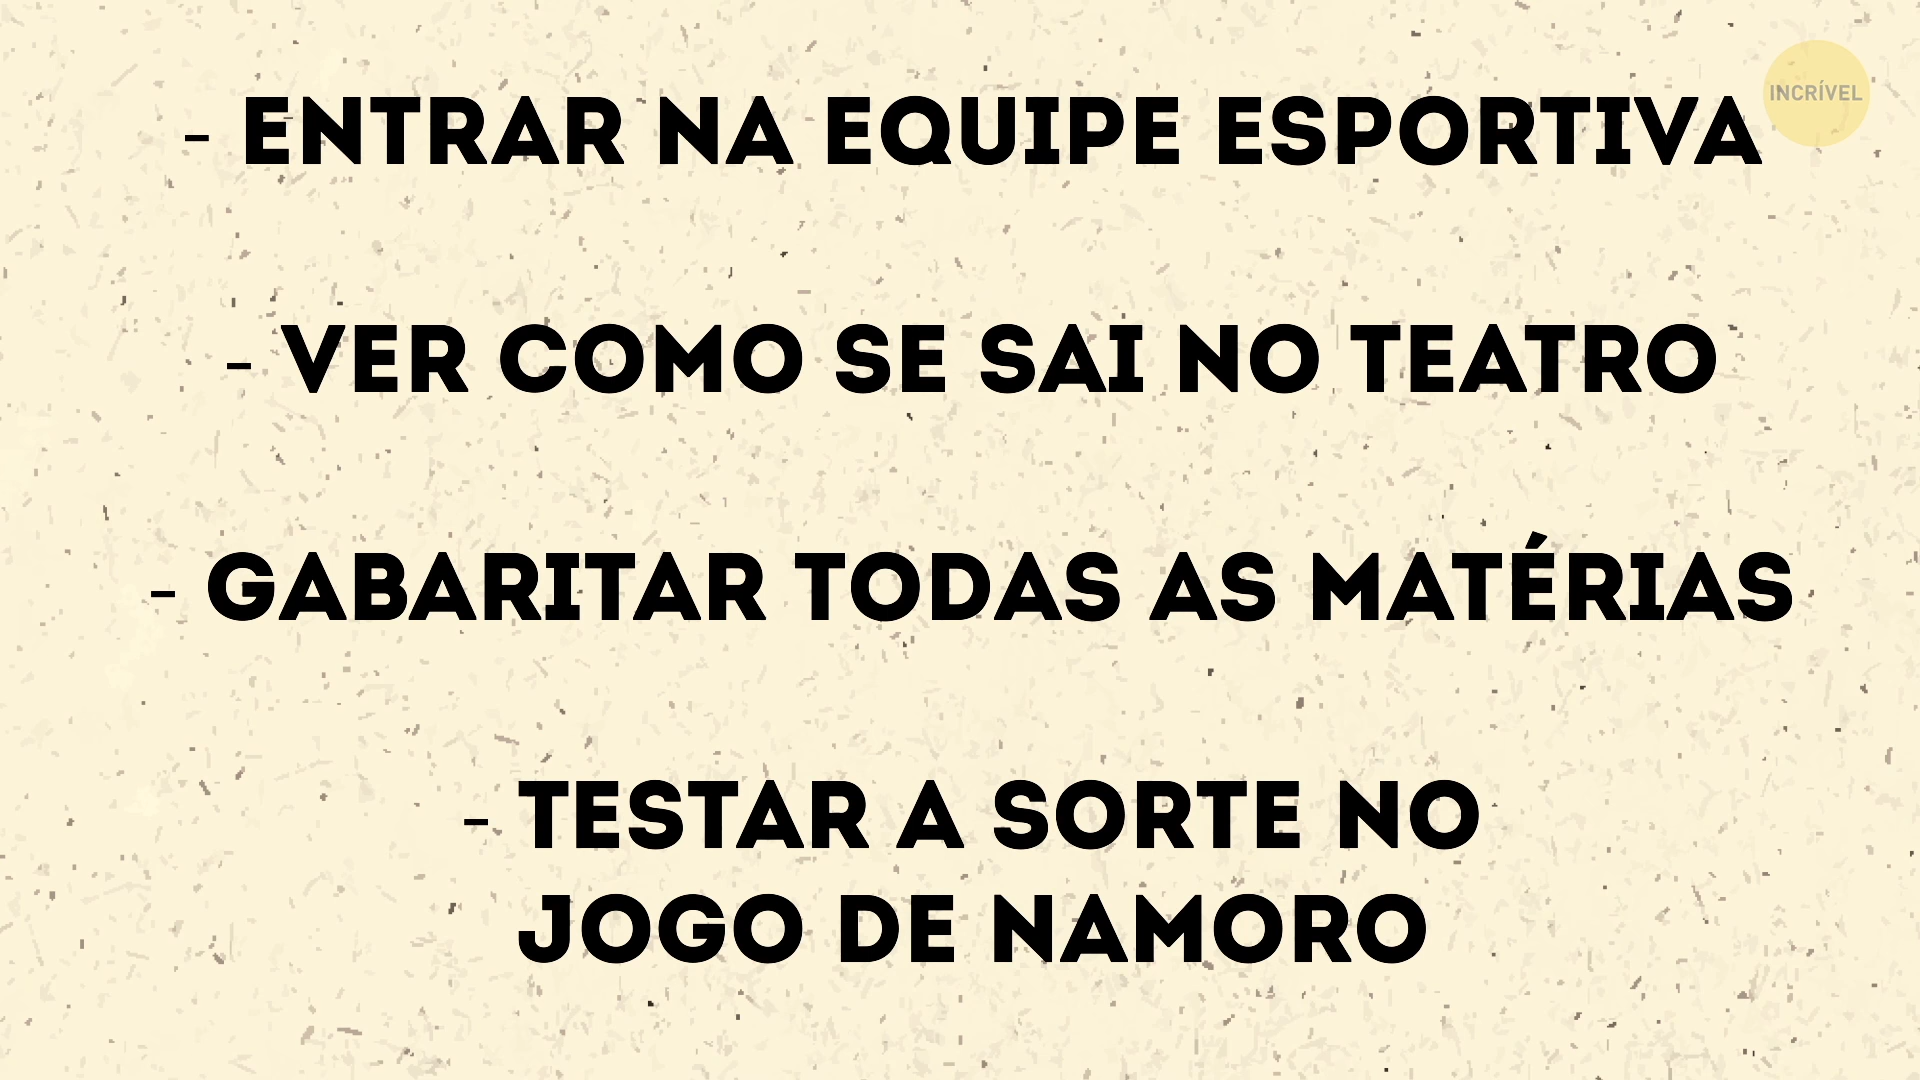 INCRÍVEL
- ENTRAR NA EQUIPE ESPORTIVA
- VER COMO SE SAI NO TEATRO
- GABARITAR TODAS AS MATÉRIAS
- TESTAR A SORTE NO
JOGO DE NAMORO